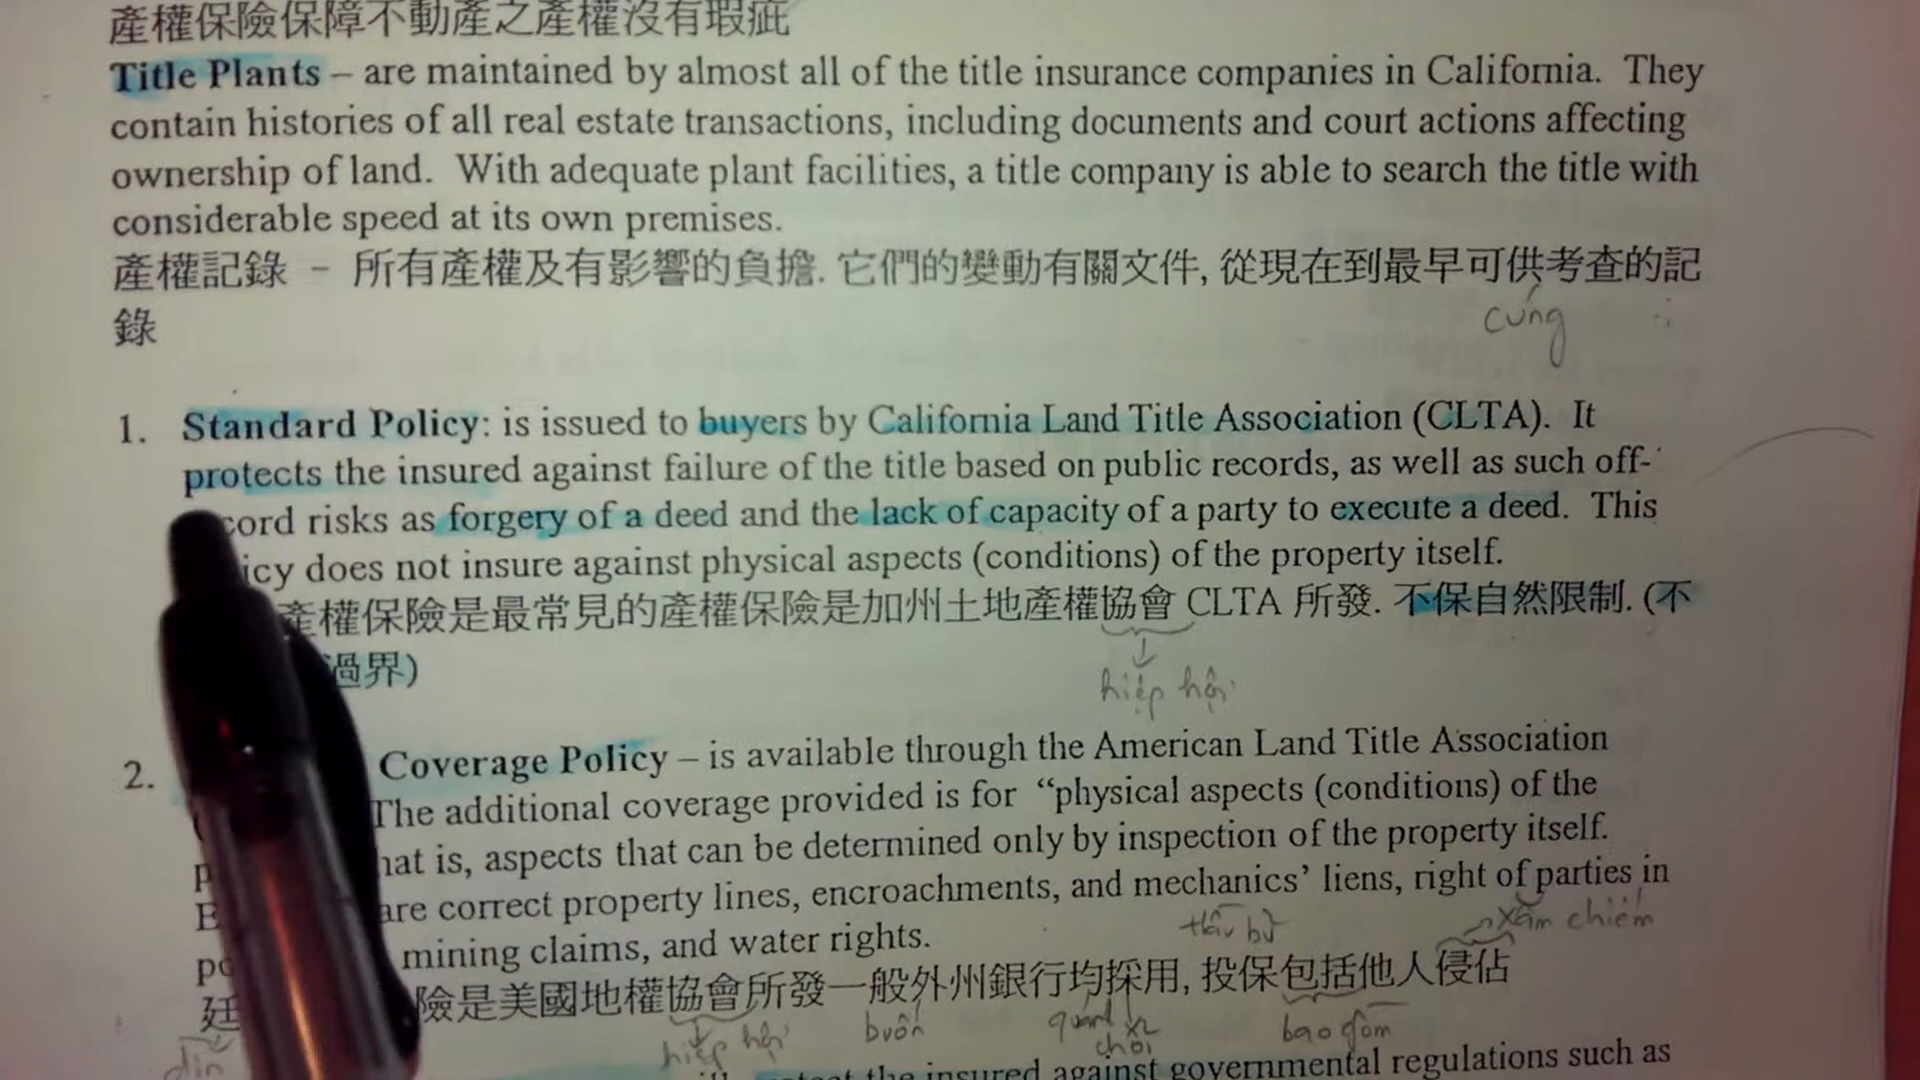 產權保險保障不動產之產權沒有瑕疵
Title Plants – are maintained by almost all of the title insurance companies in California. They
contain histories of all real estate transactions, including documents and court actions affecting
ownership of land. With adequate plant facilities, a title company is able to search the title with
considerable speed at its own premises.
產權記錄 – 所有產權及有影響的負擔. 它們的變動有關文件, 從現在到最早可供考查的記
錄
cúng
1. Standard Policy: is issued to buyers by California Land Title Association (CLTA). It
protects the insured against failure of the title based on public records, as well as such off-
cord risks as forgery of a deed and the lack of capacity of a party to execute a deed. This
icy does not insure against physical aspects (conditions) of the property itself.
產權保險是最常見的產權保險是加州土地產權協會 CLTA 所發. 不保自然限制. (不
過界)
hiệp hội
2. Coverage Policy – is available through the American Land Title Association
The additional coverage provided is for “physical aspects (conditions) of the
p hat is, aspects that can be determined only by inspection of the property itself.
E are correct property lines, encroachments, and mechanics’ liens, right of parties in
po mining claims, and water rights.
xâm chiếm
廷 險是美國地權協會所發一般外州銀行均採用, 投保包括他人侵佔
hiệp hội buôn bao gồm
the insured against governmental regulations such as